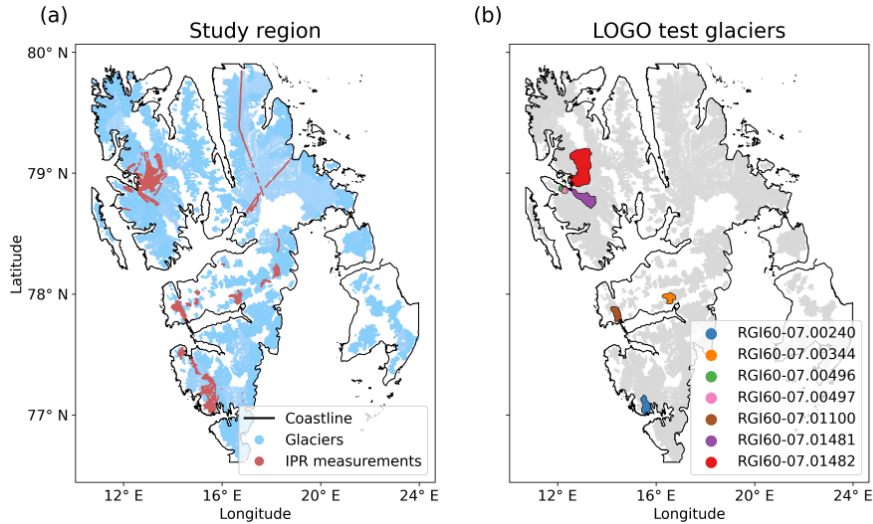 (a)
Study region
80° N
79° N
78° N
77° N
Latitude
12° E
16° E
20° E
24° E
Longitude
Coastline
Glaciers
IPR measurements
(b)
LOGO test glaciers
12° E
16° E
20° E
24° E
Longitude
RGI60-07.00240
RGI60-07.00344
RGI60-07.00496
RGI60-07.00497
RGI60-07.01100
RGI60-07.01481
RGI60-07.01482